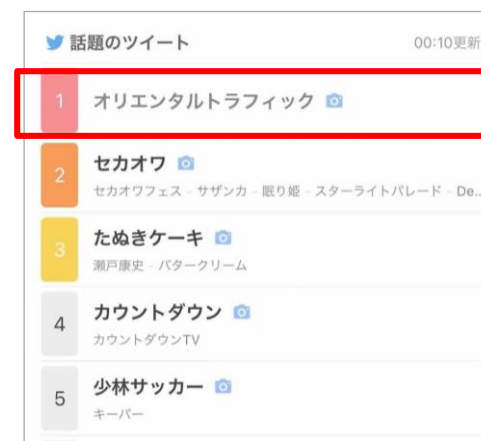 話題のツイート 00:10更新
1 オリエンタルトラフィック
2 セカオワ
セカオワフェス - サザンカ - 眠り姫 - スターライトパレード - De..
3 たぬきケーキ
瀬戸康史 - バタークリーム
4 カウントダウン
カウントダウンTV
5 少林サッカー
キーパー